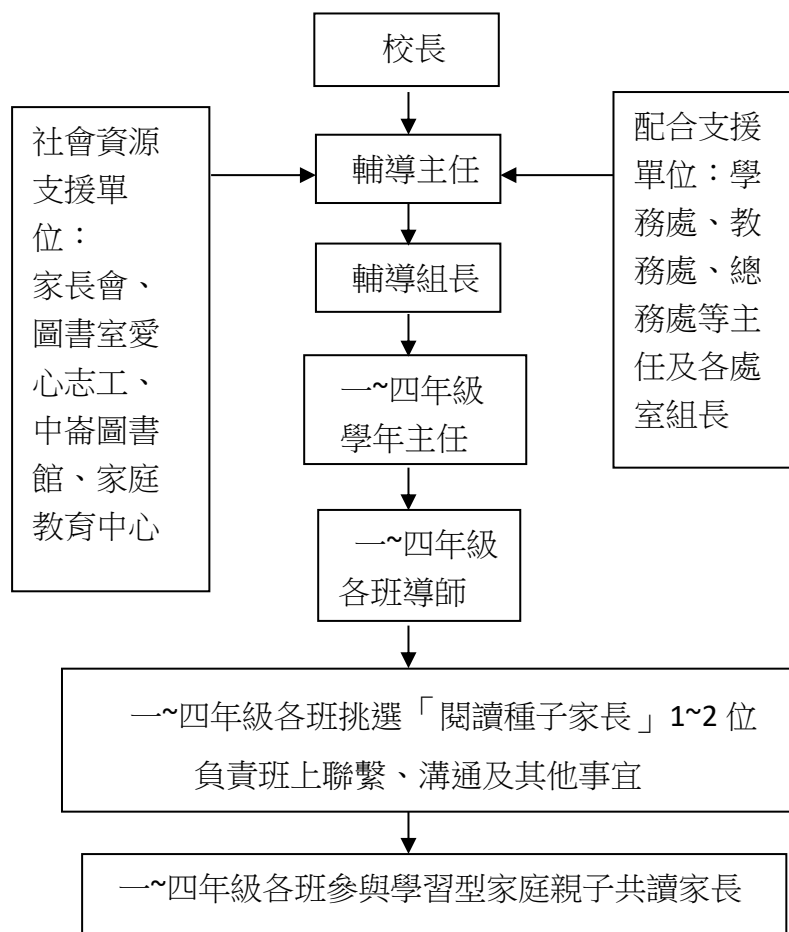 校長
社會資源
支援單
位：
家長會、
圖書室愛
心志工、
中崙圖書
館、家庭
教育中心
輔導主任
配合支援
單位：學
務處、教
務處、總
務處等主
任及各處
室組長
輔導組長
一~四年級
學年主任
一~四年級
各班導師
一~四年級各班挑選「閱讀種子家長」1~2 位
負責班上聯繫、溝通及其他事宜
一~四年級各班參與學習型家庭親子共讀家長